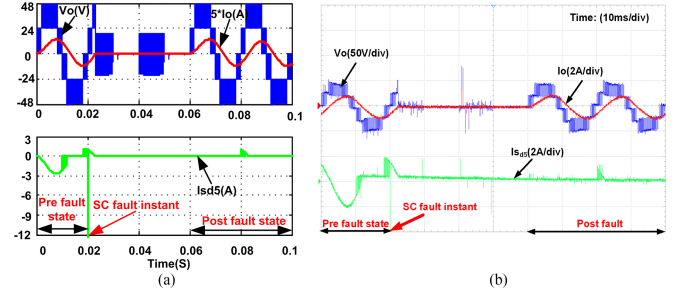 (a)
48
24
0
24
48
Vo(V)
5*Io(A)
0
0.02
0.04
0.06
0.08
0.1
3
0
-3
-6
-9
-12
Isd5(A)
Pre fault
state
SC fault instant
Post fault state
0
0.02
0.04
0.06
0.08
0.1
Time(S)
(a)
Time: (10ms/div)
Vo(50V/div)
Io(2A/div)
Isd5(2A/div)
SC fault instant
Pre fault state
Post fault
(b)